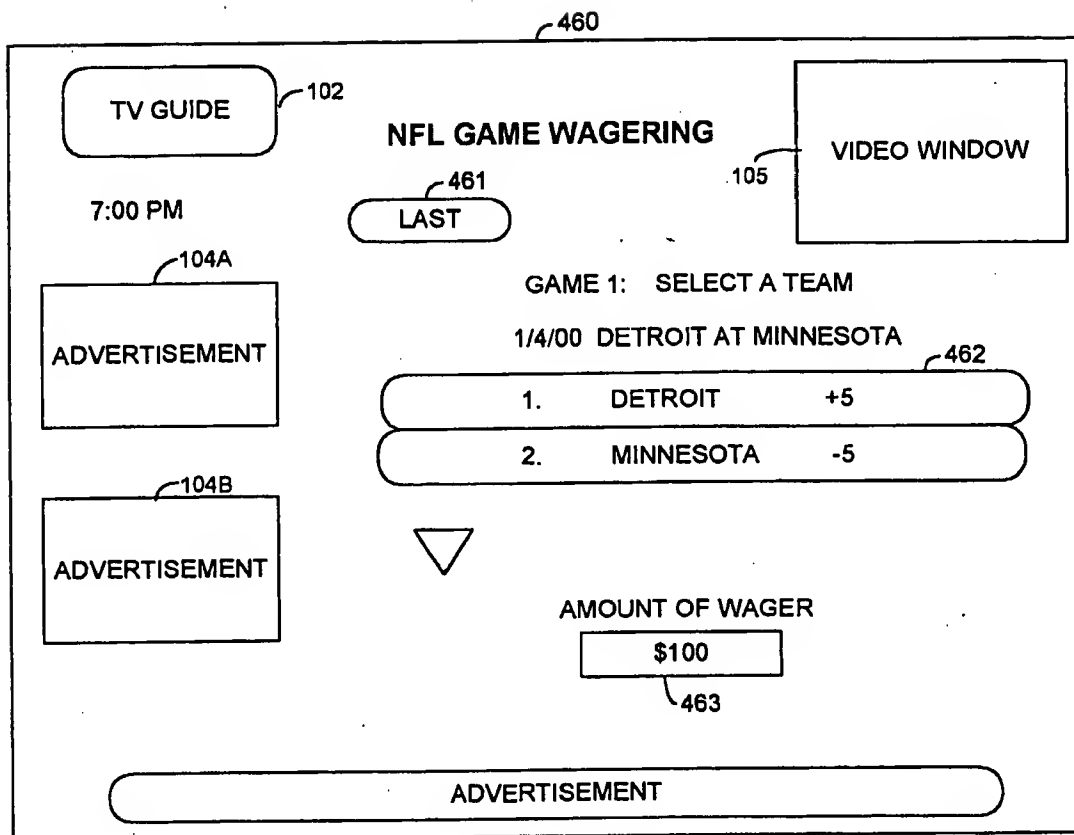 460
TV GUIDE
102
NFL GAME WAGERING
VIDEO WINDOW
105
7:00 PM
461
LAST
104A
ADVERTISEMENT
GAME 1: SELECT A TEAM
1/4/00 DETROIT AT MINNESOTA
462
1. DETROIT +5
2. MINNESOTA -5
104B
ADVERTISEMENT
AMOUNT OF WAGER
$100
463
ADVERTISEMENT